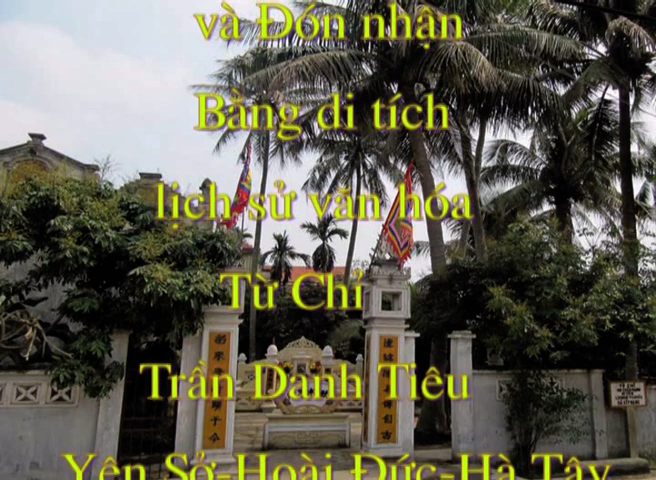 và Đón nhận
Bằng di tích
lịch sử văn hóa
Từ Chỉ
Trần Danh Tiêu
Yên Sở-Hoài Đức-Hà Tây